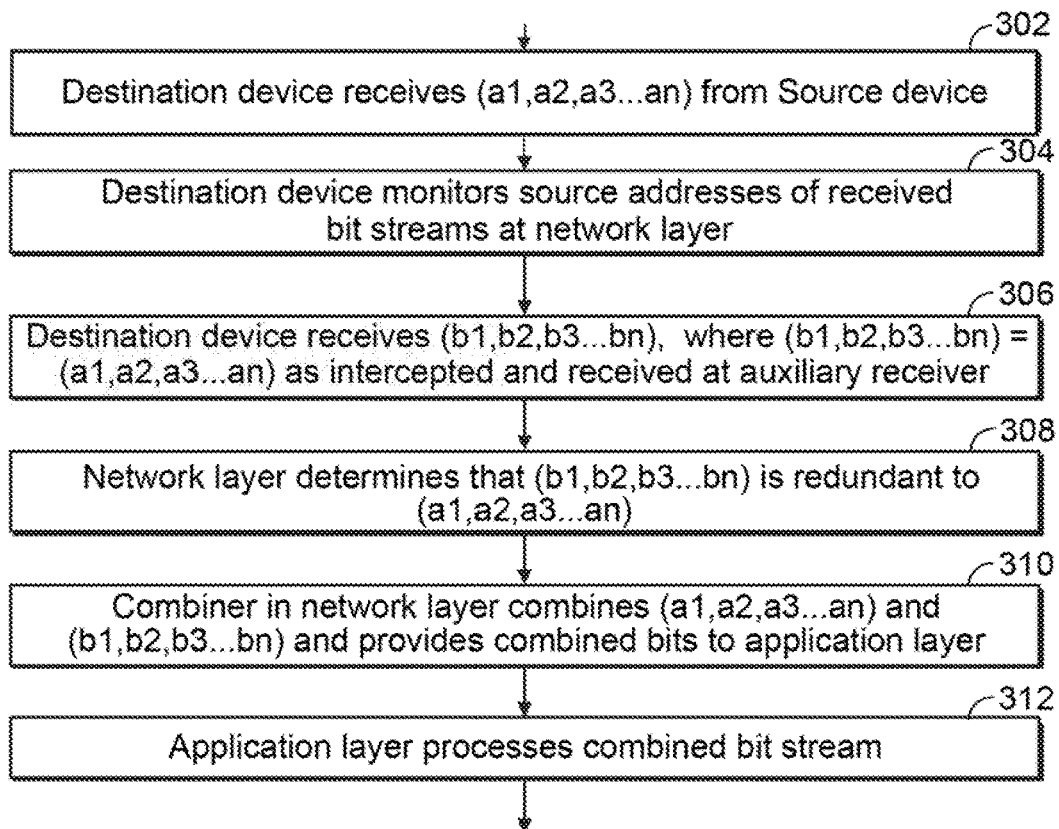 302
Destination device receives (a1,a2,a3...an) from Source device
304
Destination device monitors source addresses of received
bit streams at network layer
306
Destination device receives (b1,b2,b3...bn), where (b1,b2,b3...bn) =
(a1,a2,a3...an) as intercepted and received at auxiliary receiver
308
Network layer determines that (b1,b2,b3...bn) is redundant to
(a1,a2,a3...an)
310
Combiner in network layer combines (a1,a2,a3...an) and
(b1,b2,b3...bn) and provides combined bits to application layer
312
Application layer processes combined bit stream